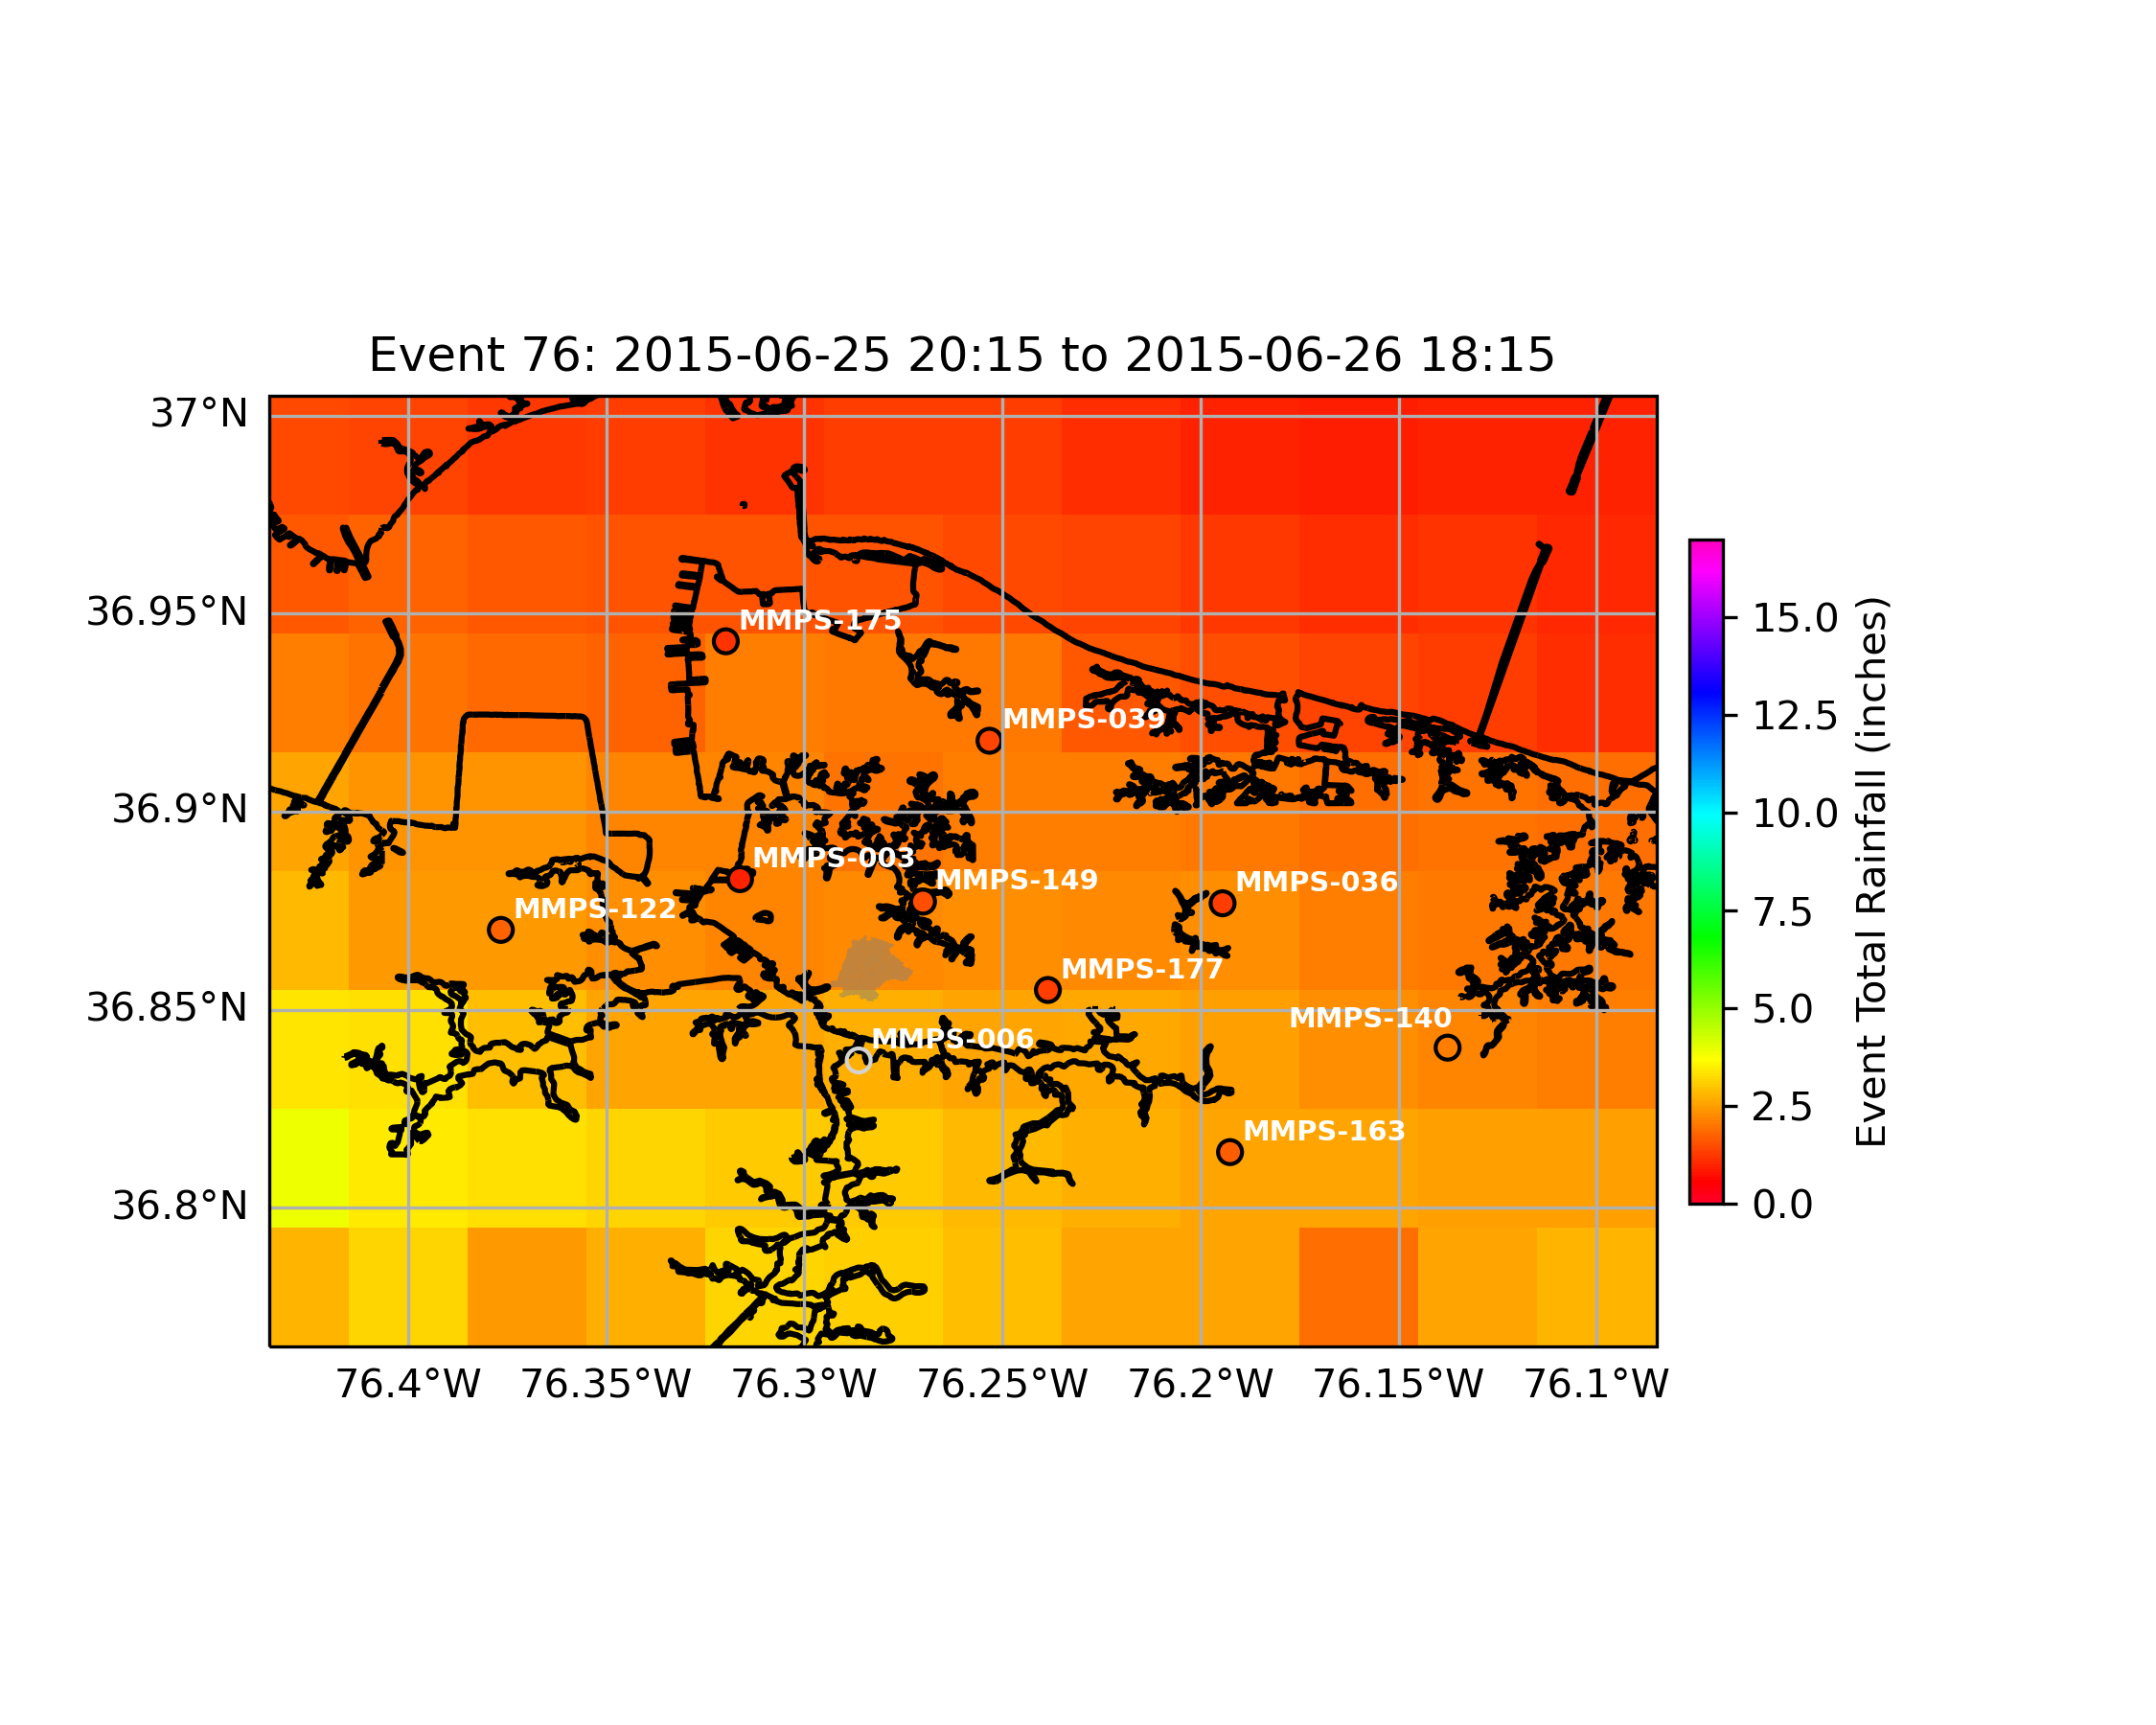 Event 76: 2015-06-25 20:15 to 2015-06-26 18:15
37°N
36.95°N
36.9°N
36.85°N
36.8°N
MMPS-175
MMPS-039
MMPS-003
MMPS-149
MMPS-036
MMPS-122
MMPS-177
MMPS-140
MMPS-006
MMPS-163
76.4°W 76.35°W 76.3°W 76.25°W 76.2°W 76.15°W 76.1°W
15.0
12.5
10.0
7.5
5.0
2.5
0.0
Event Total Rainfall (inches)